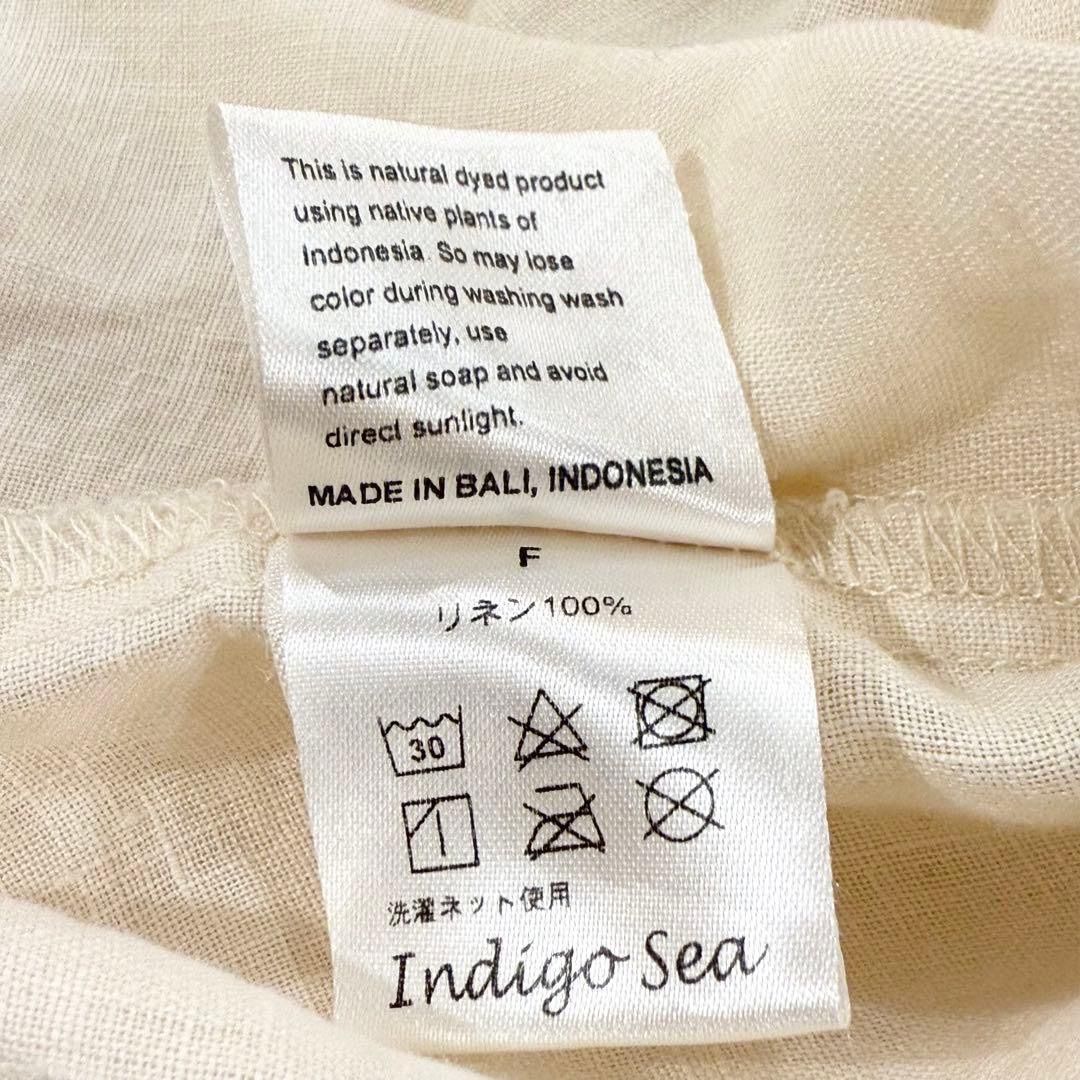 This is natural dyed product
using native plants of
Indonesia. So may lose
color during washing wash
separately, use
natural soap and avoid
direct sunlight.
MADE IN BALI, INDONESIA
F
リネン100%
30
洗濯ネット使用
Indigo Sea